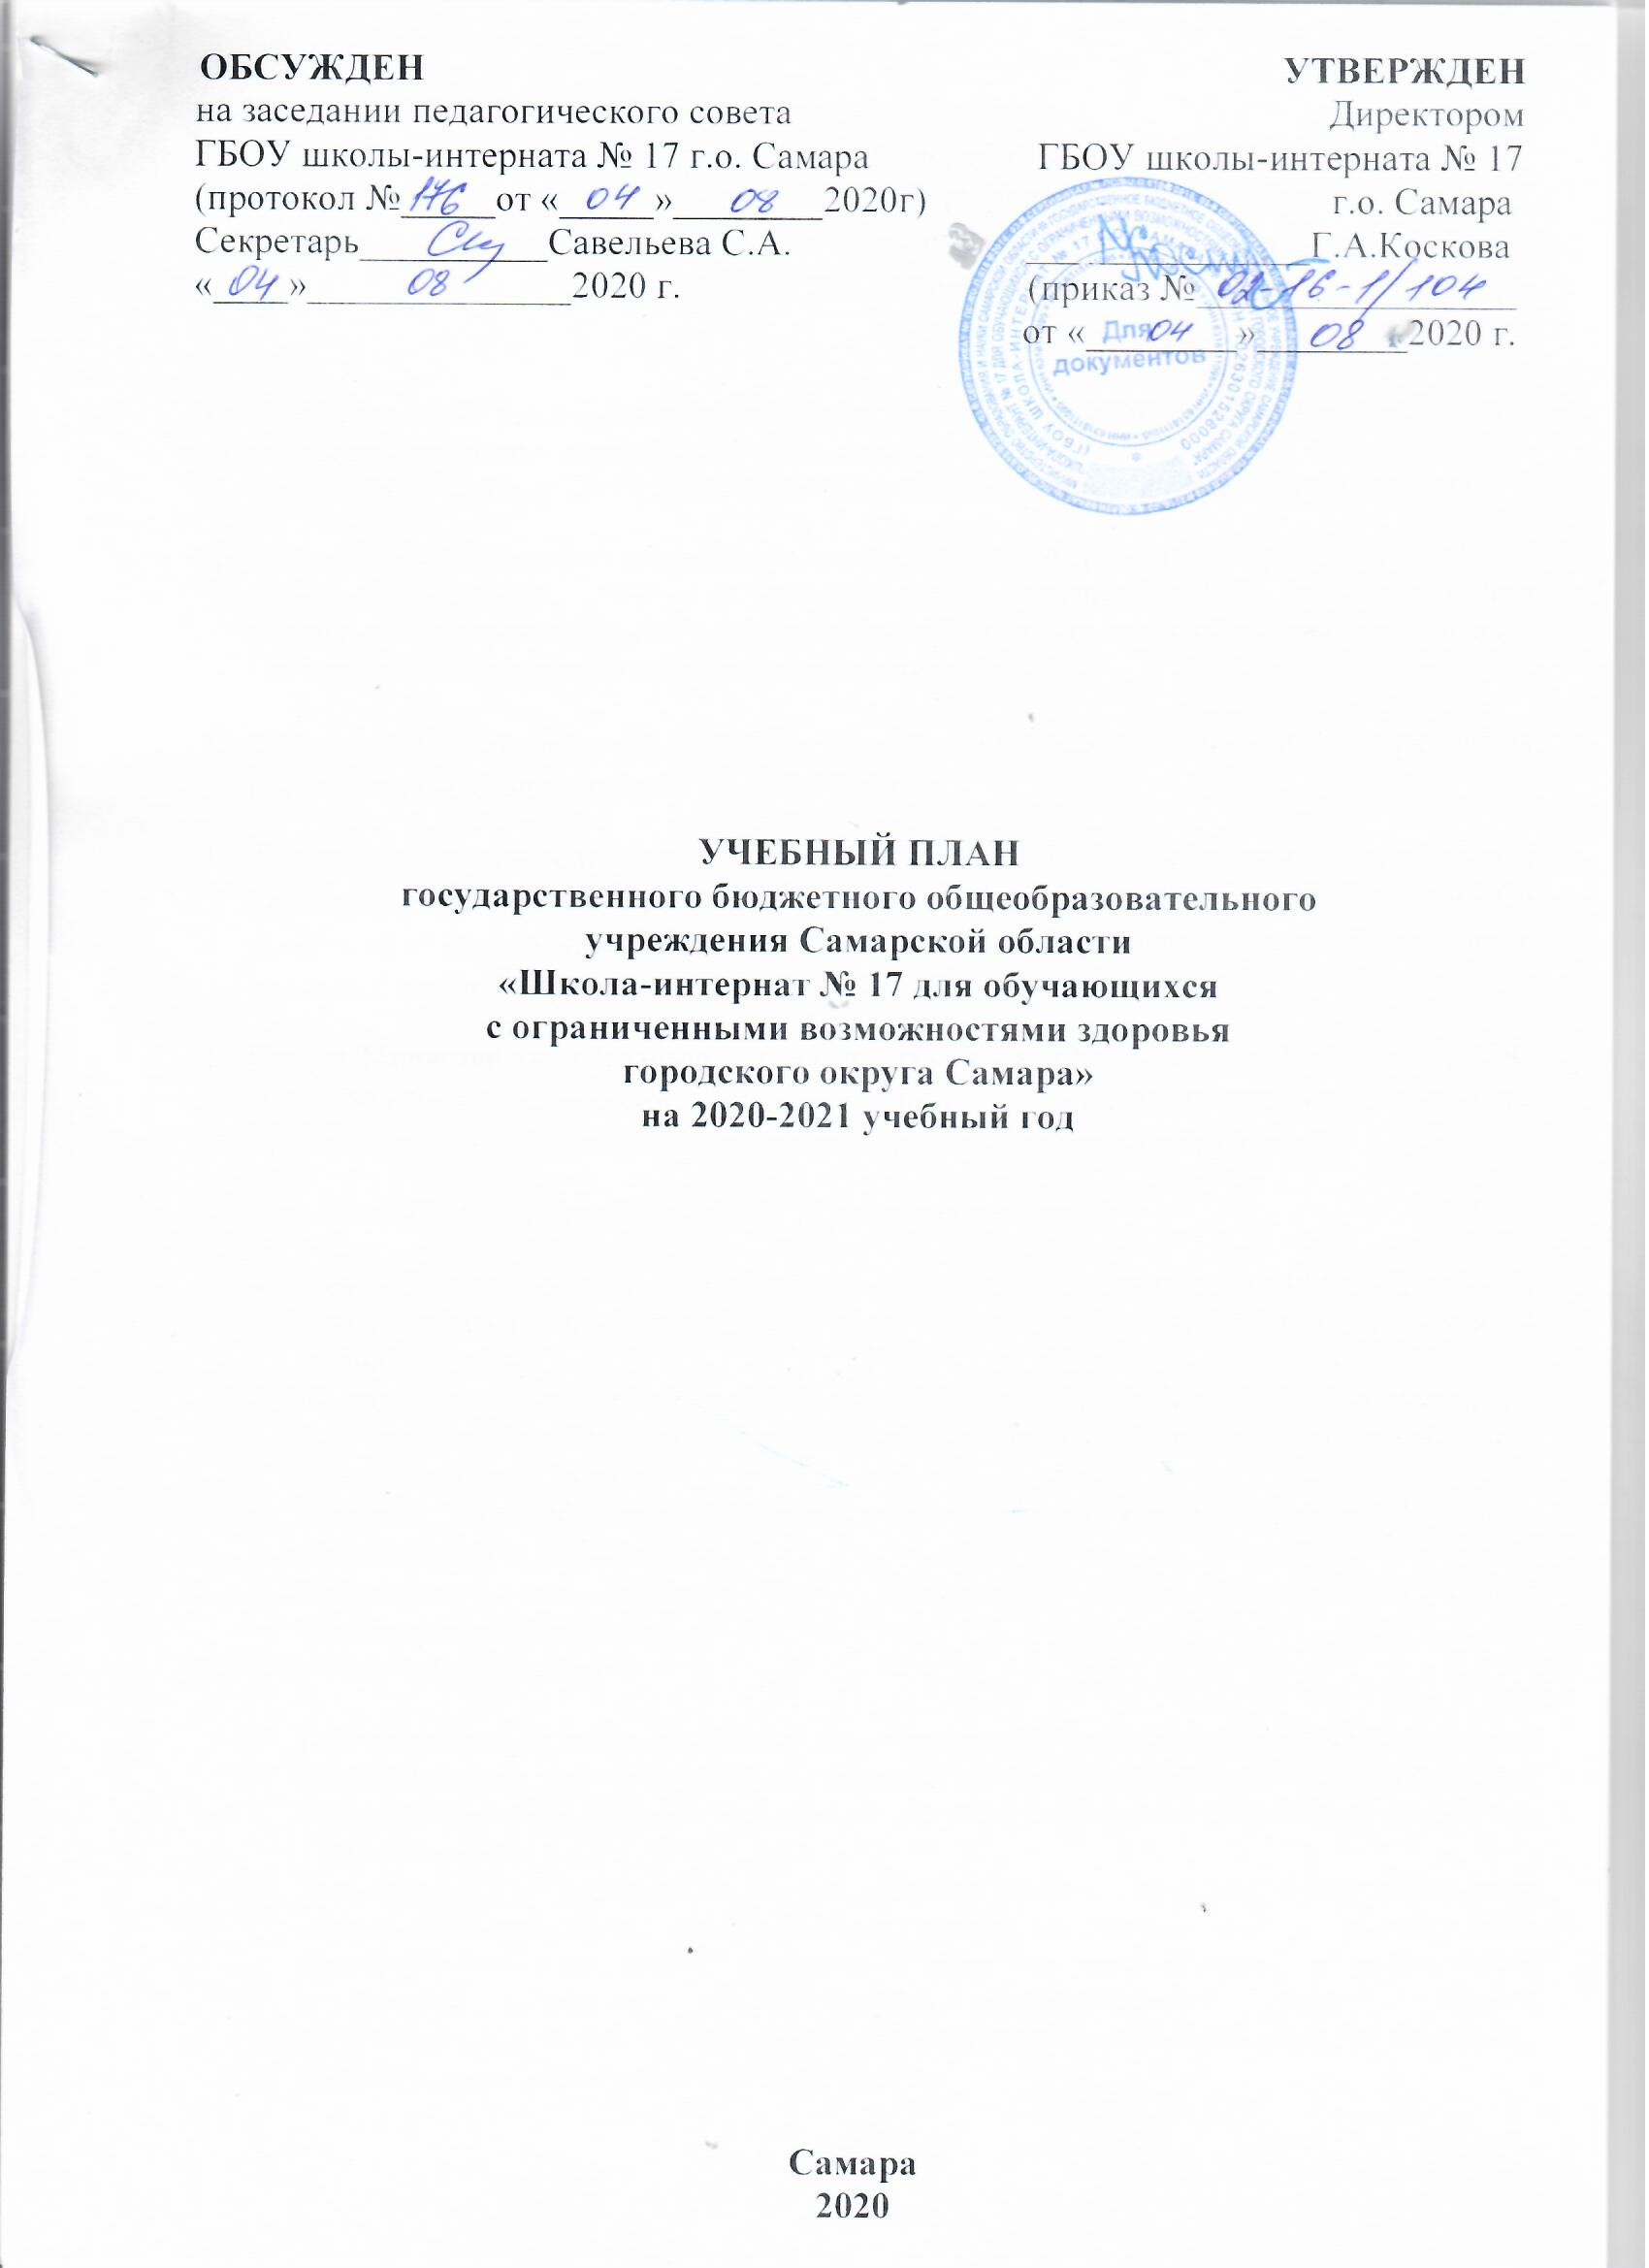 ОБСУЖДЕН
на заседании педагогического совета
ГБОУ школы-интерната № 17 г.о. Самара
(протокол № 176 от « 04 » 08 2020г)
Секретарь Савельева С.А.
« 04 » 08 2020 г.
УТВЕРЖДЕН
Директором
ГБОУ школы-интерната № 17
г.о. Самара
Г.А.Коскова
(приказ № 02-16-1/104
от « 04 » 08 2020 г.
Для
документов
УЧЕБНЫЙ ПЛАН
государственного бюджетного общеобразовательного
учреждения Самарской области
«Школа-интернат № 17 для обучающихся
с ограниченными возможностями здоровья
городского округа Самара»
на 2020-2021 учебный год
Самара
2020